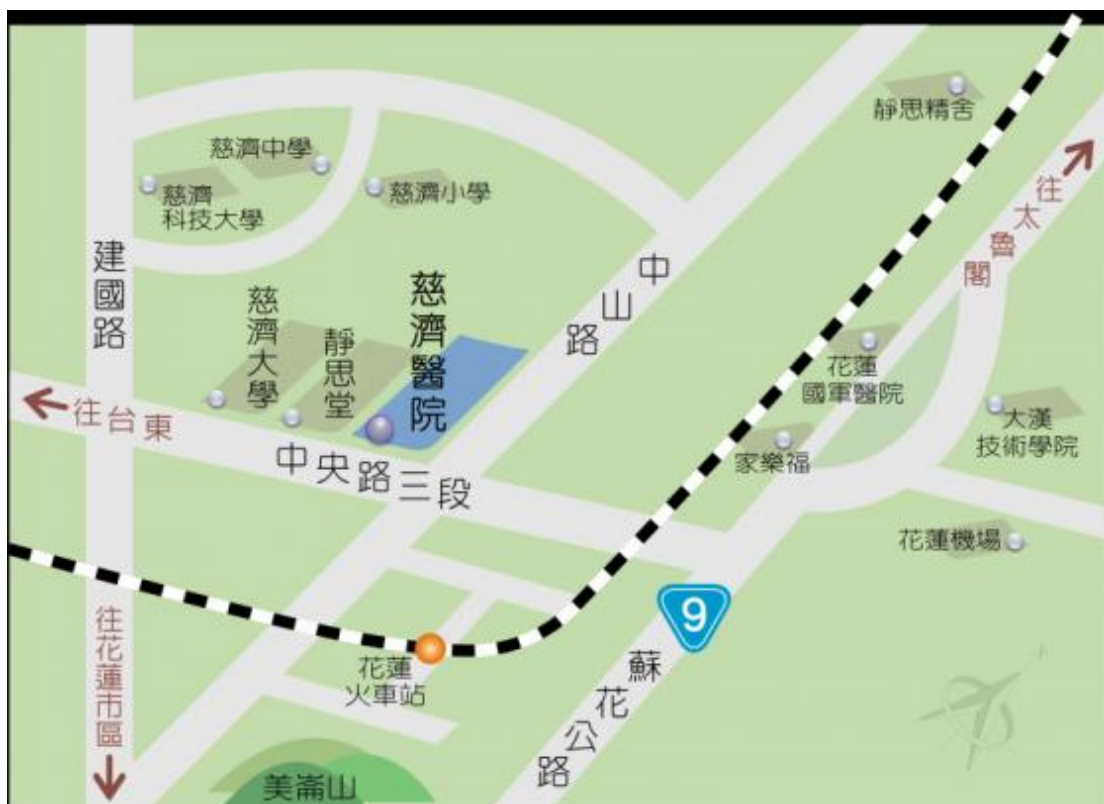 靜思精舍
慈濟中學
慈濟
科技大學
慈濟小學
往太魯閣
建國路
中山路
慈濟大學
靜思堂
慈濟醫院
花蓮
國軍醫院
往台東
大漢
技術學院
家樂福
中央路三段
花蓮機場
9
往花蓮市區
花蓮
火車站
蘇花公路
美崙山